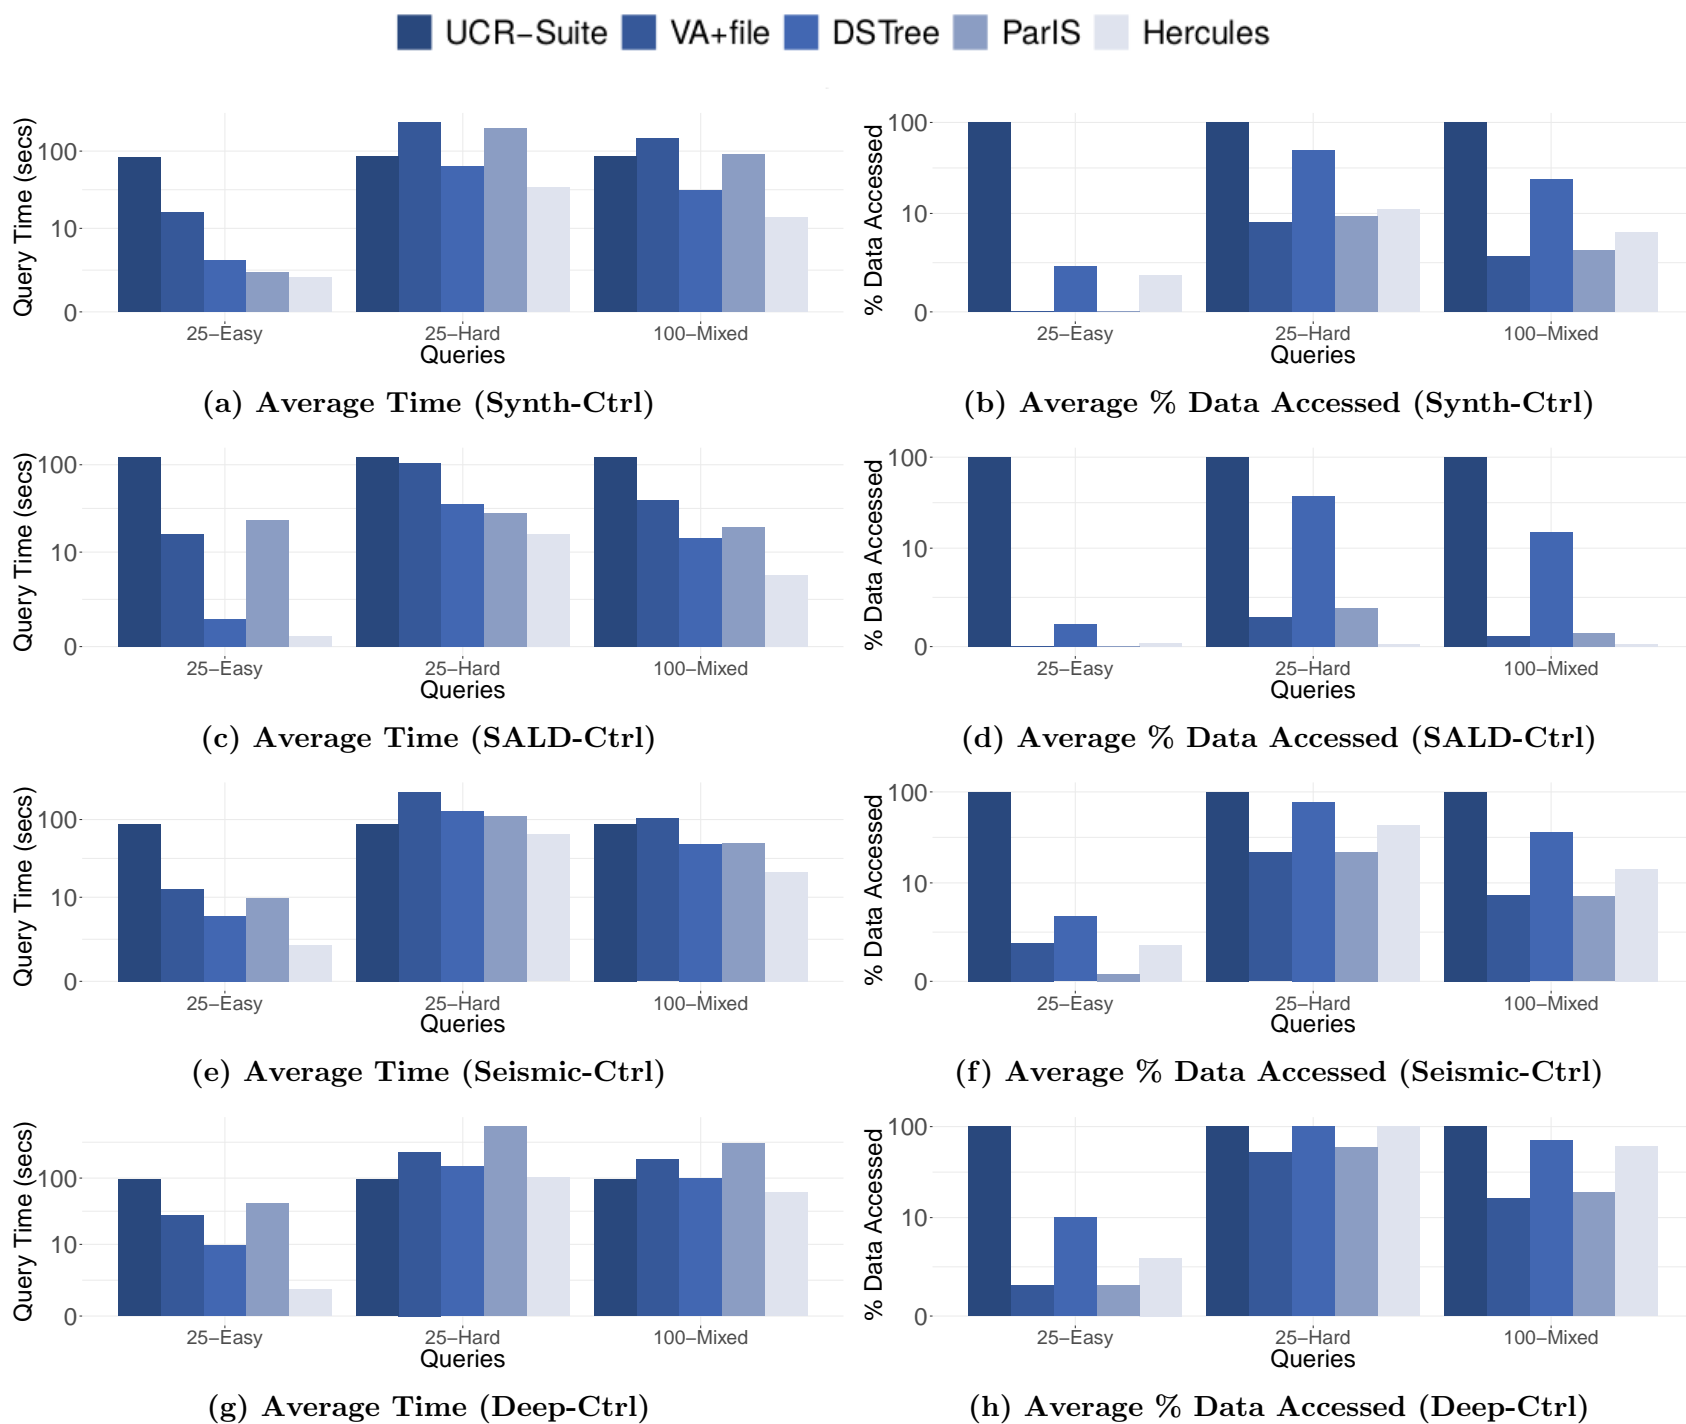 UCR−Suite VA+file DSTree ParIS Hercules
Query Time (secs)
100
10
0
25−Easy 25−Hard 100−Mixed
Queries
(a) Average Time (Synth-Ctrl)
% Data Accessed
100
10
0
25−Easy 25−Hard 100−Mixed
Queries
(b) Average % Data Accessed (Synth-Ctrl)
Query Time (secs)
100
10
0
25−Easy 25−Hard 100−Mixed
Queries
(c) Average Time (SALD-Ctrl)
% Data Accessed
100
10
0
25−Easy 25−Hard 100−Mixed
Queries
(d) Average % Data Accessed (SALD-Ctrl)
Query Time (secs)
100
10
0
25−Easy 25−Hard 100−Mixed
Queries
(e) Average Time (Seismic-Ctrl)
% Data Accessed
100
10
0
25−Easy 25−Hard 100−Mixed
Queries
(f) Average % Data Accessed (Seismic-Ctrl)
Query Time (secs)
100
10
0
25−Easy 25−Hard 100−Mixed
Queries
(g) Average Time (Deep-Ctrl)
% Data Accessed
100
10
0
25−Easy 25−Hard 100−Mixed
Queries
(h) Average % Data Accessed (Deep-Ctrl)